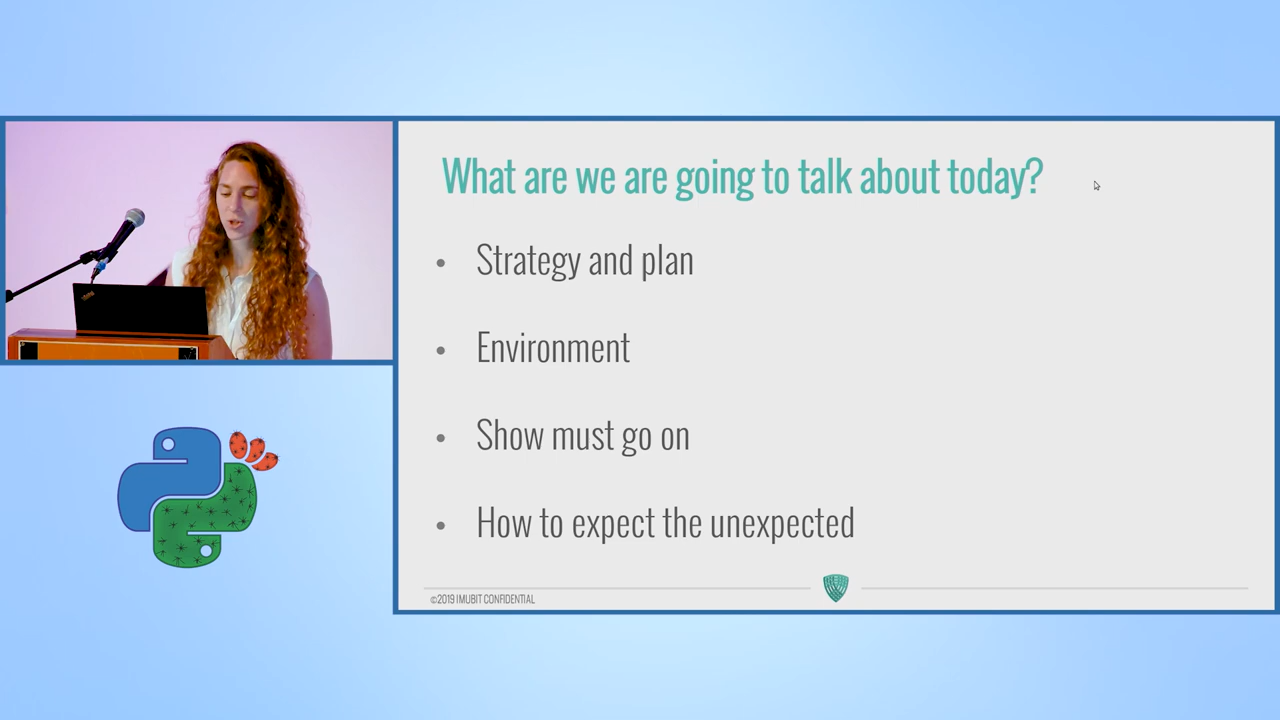 What are we are going to talk about today?
• Strategy and plan
• Environment
• Show must go on
• How to expect the unexpected
©2019 IMUBIT CONFIDENTIAL